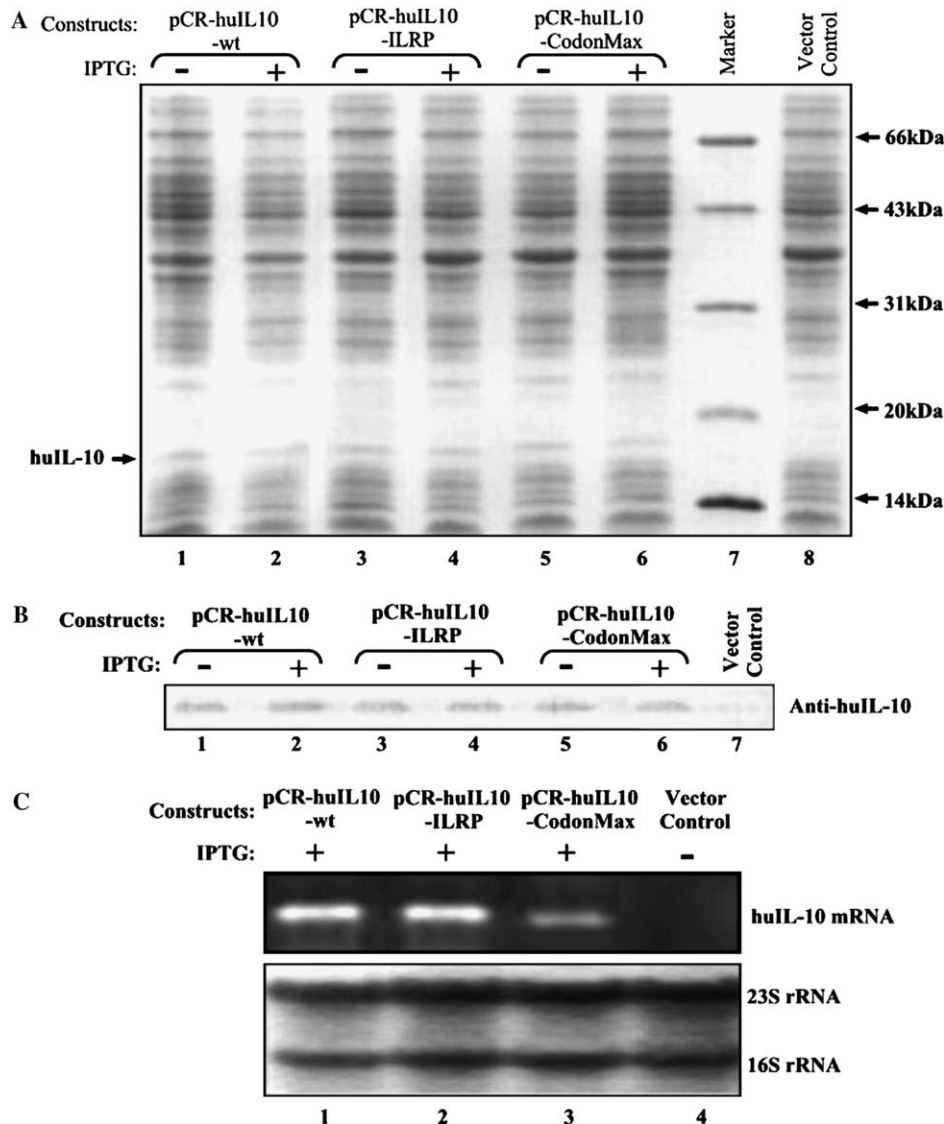 A
Constructs:
pCR-huIL10
-wt
pCR-huIL10
-ILRP
pCR-huIL10
-CodonMax
Marker
Vector
Control
IPTG: - + - + - +
66kDa
43kDa
31kDa
20kDa
huIL-10
14kDa
1 2 3 4 5 6 7 8
B
Constructs:
pCR-huIL10
-wt
pCR-huIL10
-ILRP
pCR-huIL10
-CodonMax
Vector
Control
IPTG: - + - + - +
Anti-huIL-10
1 2 3 4 5 6 7
C
Constructs:
pCR-huIL10
-wt
pCR-huIL10
-ILRP
pCR-huIL10
-CodonMax
Vector
Control
IPTG: + + + -
huIL-10 mRNA
23S rRNA
16S rRNA
1 2 3 4